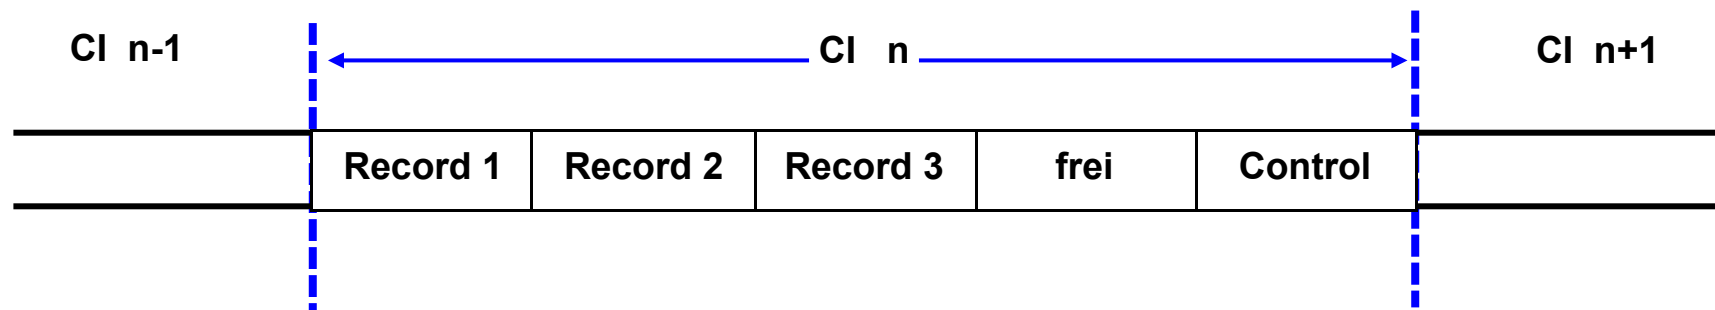 CI n-1 CI n CI n+1
Record 1 Record 2 Record 3 frei Control